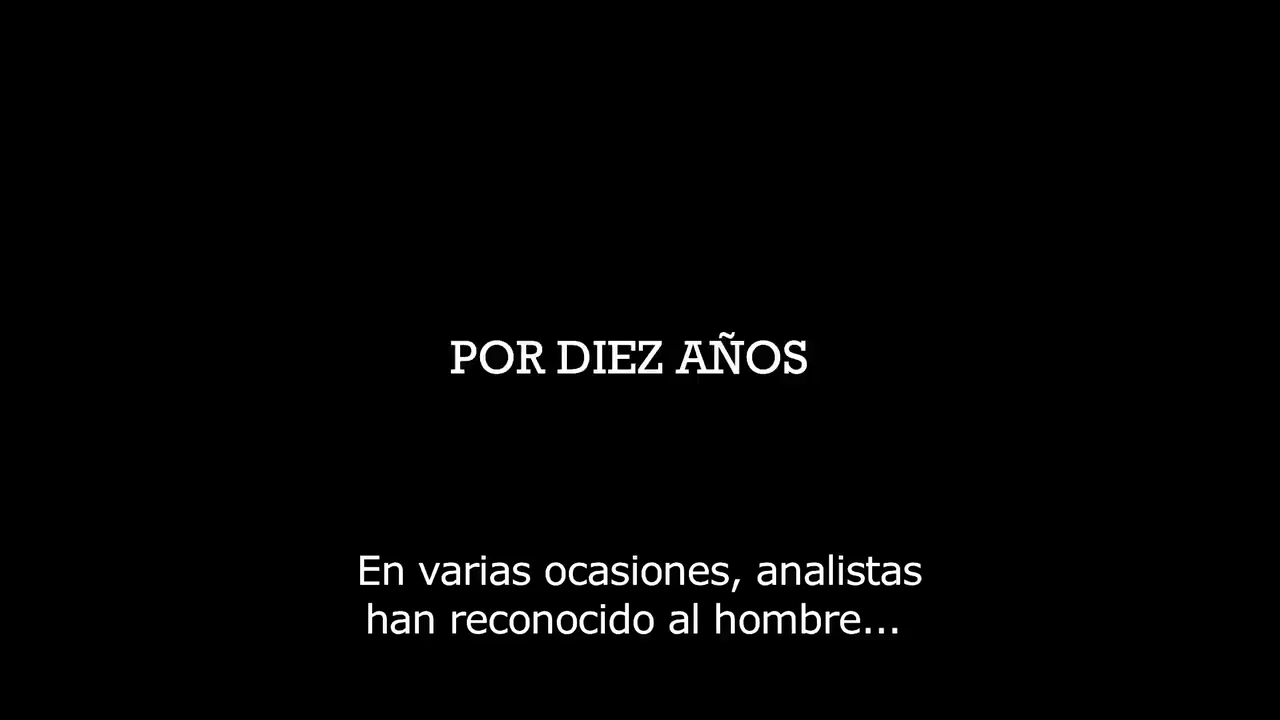 POR DIEZ AÑOS
En varias ocasiones, analistas
han reconocido al hombre...